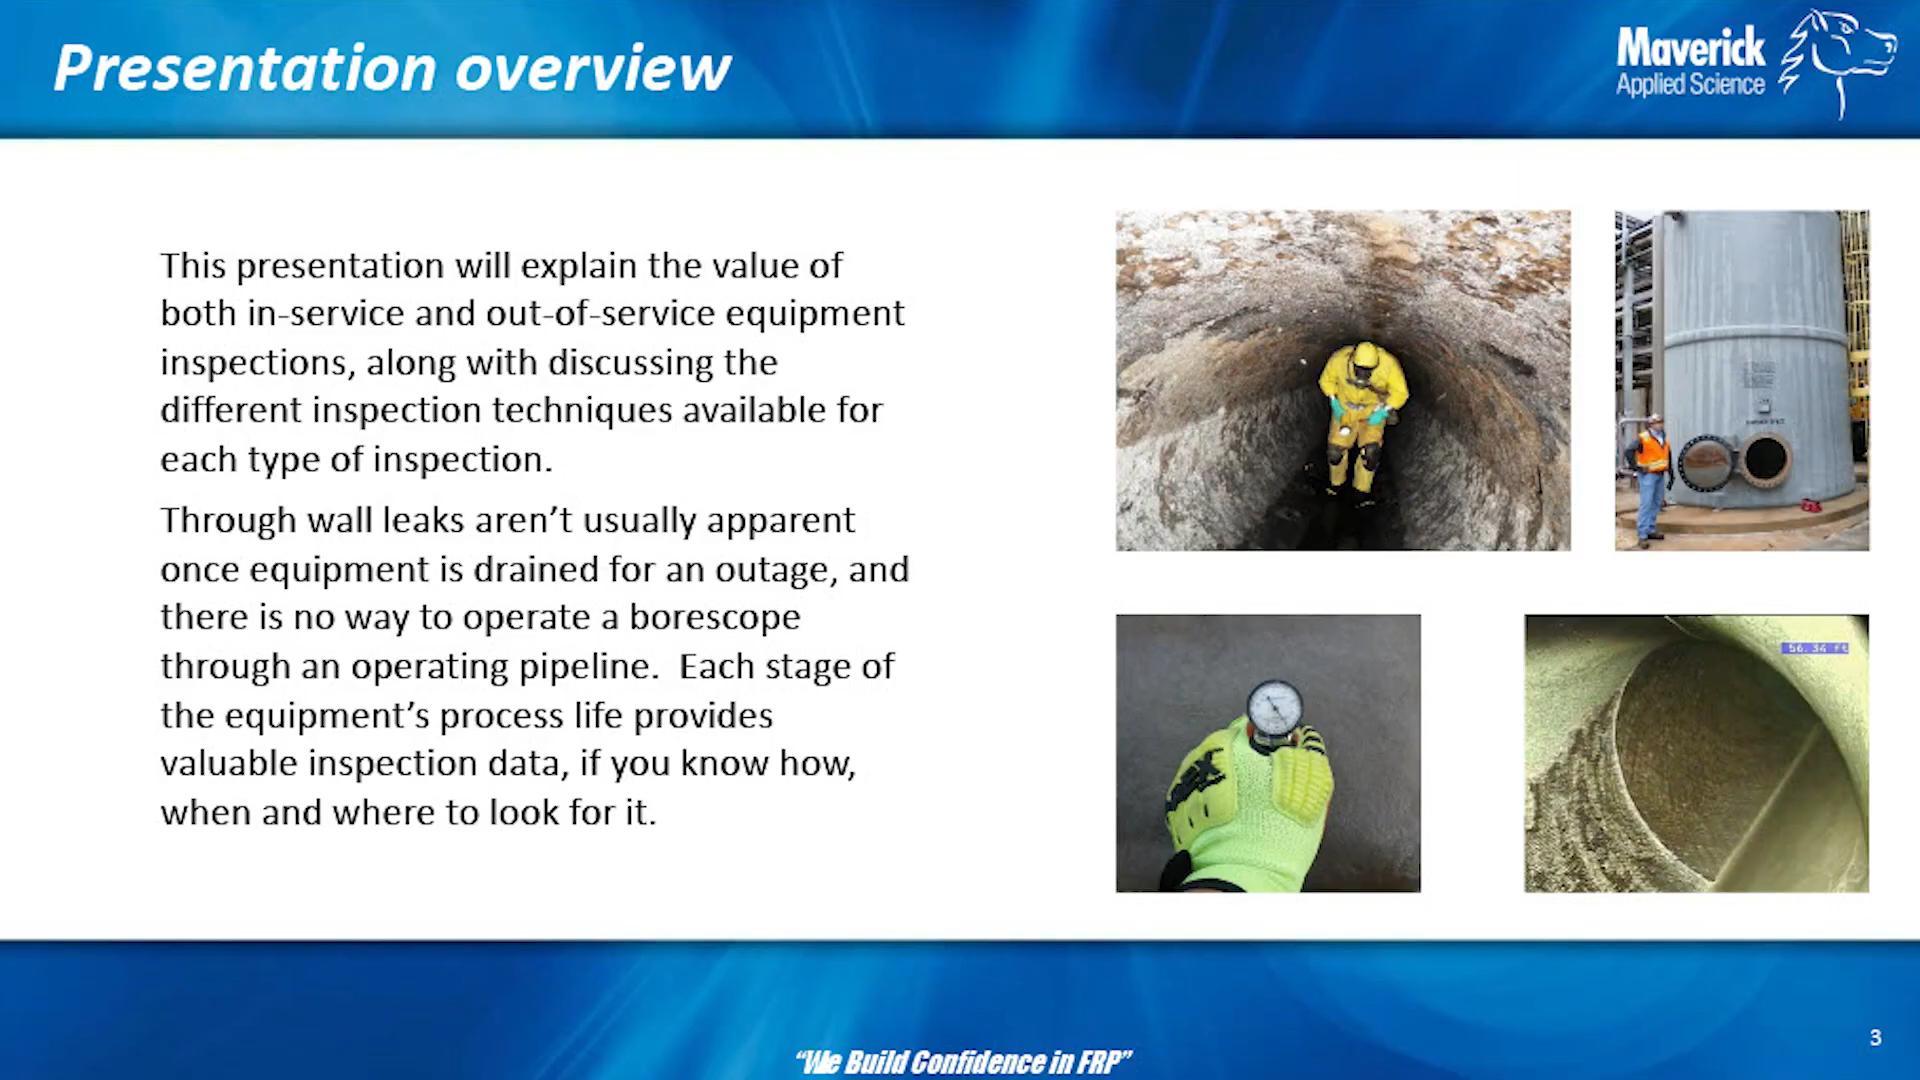 Presentation overview
Maverick
Applied Science
This presentation will explain the value of
both in-service and out-of-service equipment
inspections, along with discussing the
different inspection techniques available for
each type of inspection.
Through wall leaks aren’t usually apparent
once equipment is drained for an outage, and
there is no way to operate a borescope
through an operating pipeline.  Each stage of
the equipment’s process life provides
valuable inspection data, if you know how,
when and where to look for it.
56.34 ft
“We Build Confidence in FRP”
3